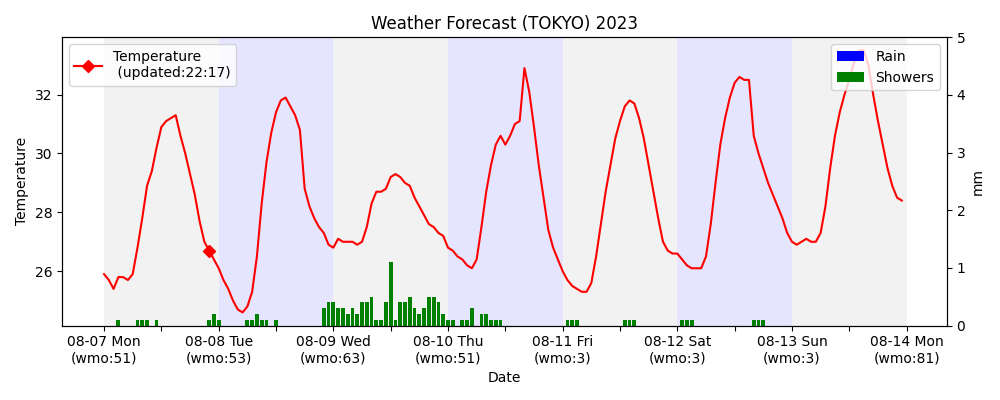 Weather Forecast (TOKYO) 2023
Temperature
(updated:22:17)
Rain
Showers
Temperature
32
30
28
26
5
4
3
2
1
0
mm
08-07 Mon
(wmo:51)
08-08 Tue
(wmo:53)
08-09 Wed
(wmo:63)
08-10 Thu
(wmo:51)
08-11 Fri
(wmo:3)
08-12 Sat
(wmo:3)
08-13 Sun
(wmo:3)
08-14 Mon
(wmo:81)
Date